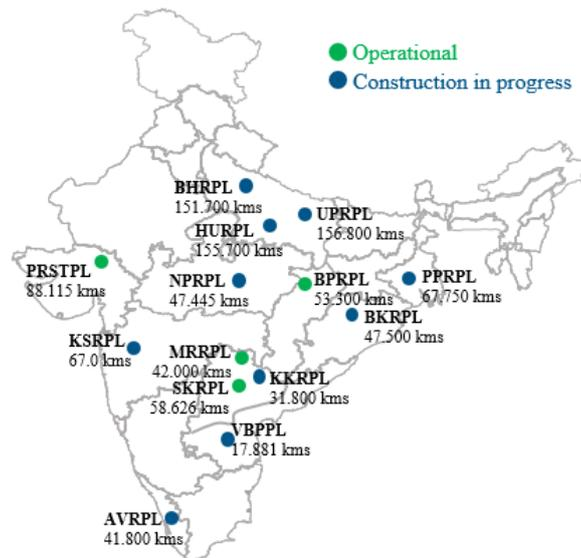 Operational
Construction in progress
BHRPL
151.700 kms
UPRPL
156.800 kms
HURPL
155.700 kms
PRSTPL
88.115 kms
NPRPL
47.445 kms
BPRPL
53.300 kms
PPRPL
67.750 kms
BKRPL
47.500 kms
KSRPL
67.0 kms
MRRPL
42.000 kms
KKRPL
31.800 kms
SKRPL
58.626 kms
VBPPL
17.881 kms
AVRPL
41.800 kms